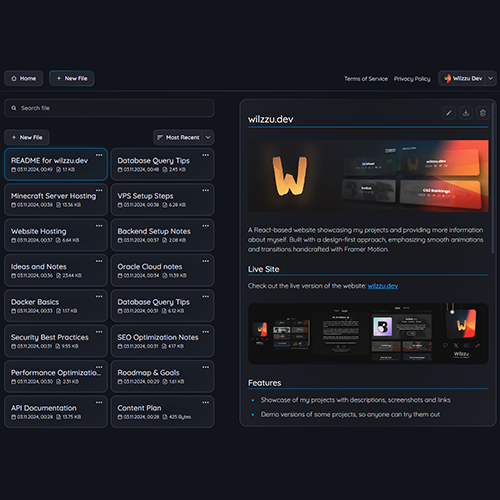 Home
New File
Terms of Service
Privacy Policy
Wilzzu Dev
Search file
New File
Most Recent
README for wilzu.dev
03.11.2024, 00:49 1.1 KB
Database Query Tips
03.11.2024, 00:48 2.45 KB
Minecraft Server Hosting
03.11.2024, 00:38 13.56 KB
VPS Setup Steps
03.11.2024, 00:38 6.28 KB
Website Hosting
03.11.2024, 00:37 6.64 KB
Backend Setup Notes
03.11.2024, 00:37 2.08 KB
Ideas and Notes
03.11.2024, 00:36 23.44 KB
Oracle Cloud notes
03.11.2024, 00:34 11.39 KB
Docker Basics
03.11.2024, 00:33 1.17 KB
Database Query Tips
03.11.2024, 00:31 6.12 KB
Security Best Practices
03.11.2024, 00:31 9.55 KB
SEO Optimization Notes
03.11.2024, 00:31 4.17 KB
Performance Optimizatio...
03.11.2024, 00:30 2.31 KB
Roadmap & Goals
03.11.2024, 00:29 1.61 KB
API Documentation
03.11.2024, 00:28 13.75 KB
Content Plan
03.11.2024, 00:28 425 Bytes
wilzzu.dev
W
wilzzu.dev
CS2 Rankings
A React-based website showcasing my projects and providing more information
about myself. Built with a design-first approach, emphasizing smooth animations
and transitions handcrafted with Framer Motion.
Live Site
Check out the live version of the website: wilzzu.dev
Wilzzu
Features
Showcase of my projects with descriptions, screenshots and links
Demo versions of some projects, so anyone can try them out